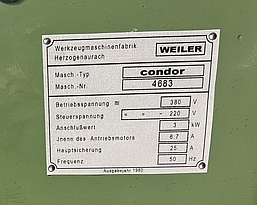 Werkzeugmaschinenfabrik WEILER
Herzogenaurach
Masch.-Typ condor
Masch.-Nr. 4683
Betriebsspannung ≅ 380 V
Steuerspannung = + - 220 V
Anschlußwert 3 kW
Jnenn des Antriebsmotors 6,7 A
Hauptsicherung 25 A
Frequenz 50 Hz
Ausgabejahr 1980